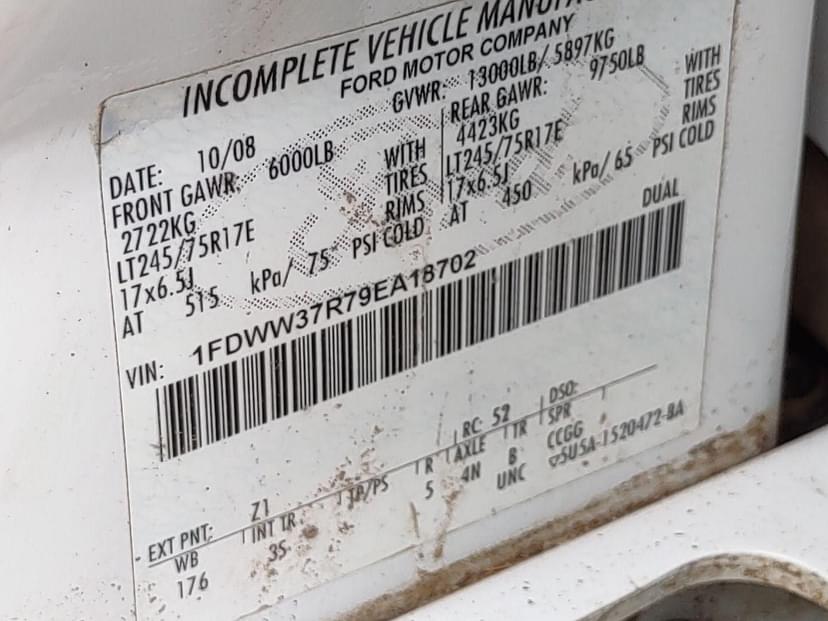 INCOMPLETE VEHICLE
FORD MOTOR COMPANY
DATE: 10/08
GVWR: 13000LB/ 5897KG
FRONT GAWR: 6000LB
2722KG
WITH
LT245/75R17E
TIRES
17x6.5J
RIMS
AT 515 kPa/ 75 PSI COLD
REAR GAWR: 9750LB
4423KG
WITH
LT245/75R17E
TIRES
17x6.5J
RIMS
AT 450 kPa/ 65 PSI COLD
DUAL
VIN: 1FDWW37R79EA18702
EXT PNT: Z1
RC: 52
DSO:
WB
INT TR
TP/PS
R
AXLE
TR
SPR
176
35
5
4N
B
CCGG
UNC
▽5U5A-1520472-BA